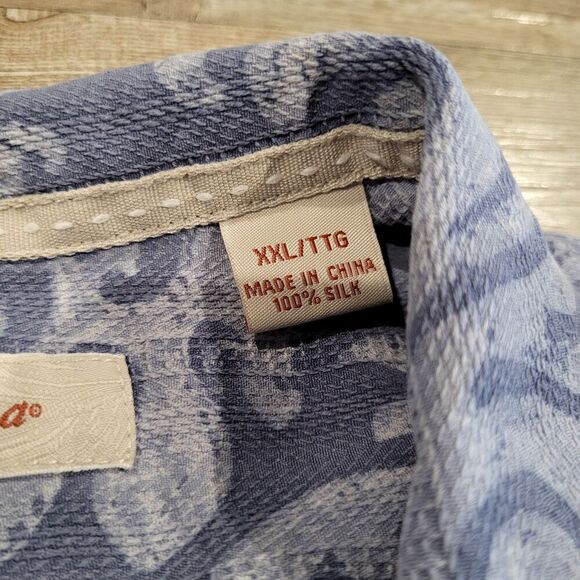 XXL/TTG
MADE IN CHINA
100% SILK
a®